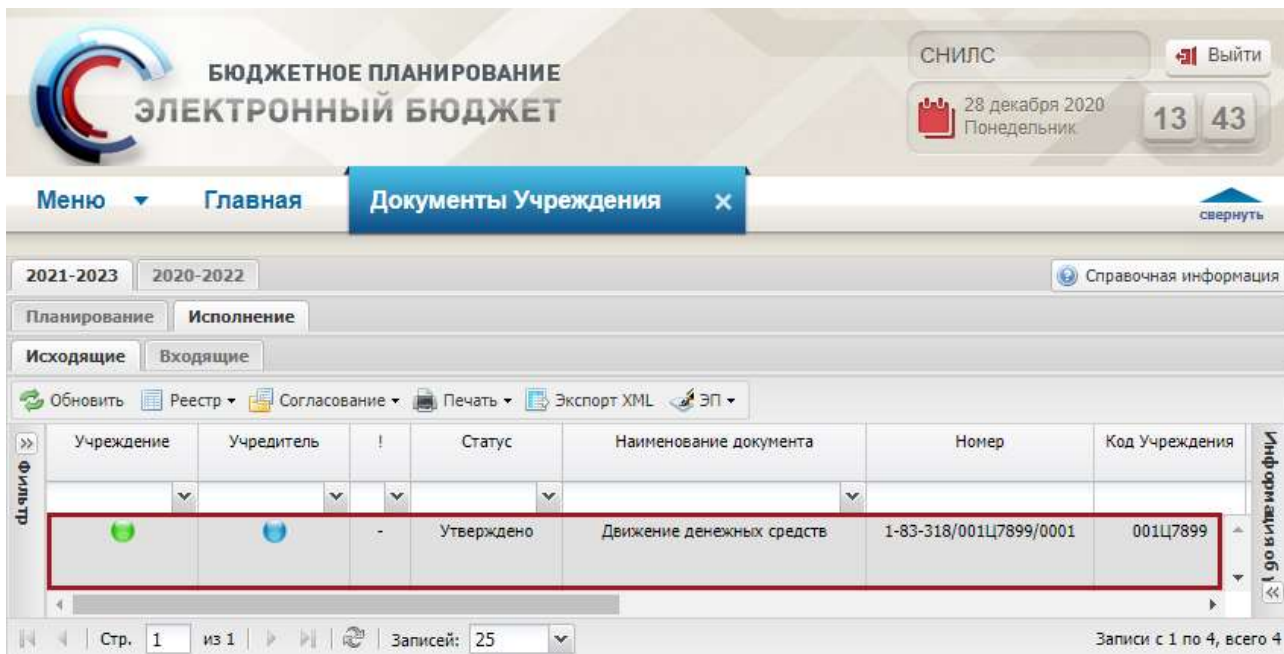 БЮДЖЕТНОЕ ПЛАНИРОВАНИЕ
ЭЛЕКТРОННЫЙ БЮДЖЕТ
СНИЛС
Выйти
28 декабря 2020
Понедельник
13 43
Меню
Главная
Документы Учреждения ×
свернуть
2021-2023 2020-2022
Справочная информация
Планирование Исполнение
Исходящие Входящие
Обновить Реестр Согласование Печать Экспорт XML ЭП
» Учреждение Учредитель ! Статус Наименование документа Номер Код Учреждения
Фильтр
Информация об
- Утверждено Движение денежных средств 1-83-318/001Ц7899/0001 001Ц7899
«
Стр. 1 из 1 Записей: 25 Записи с 1 по 4, всего 4